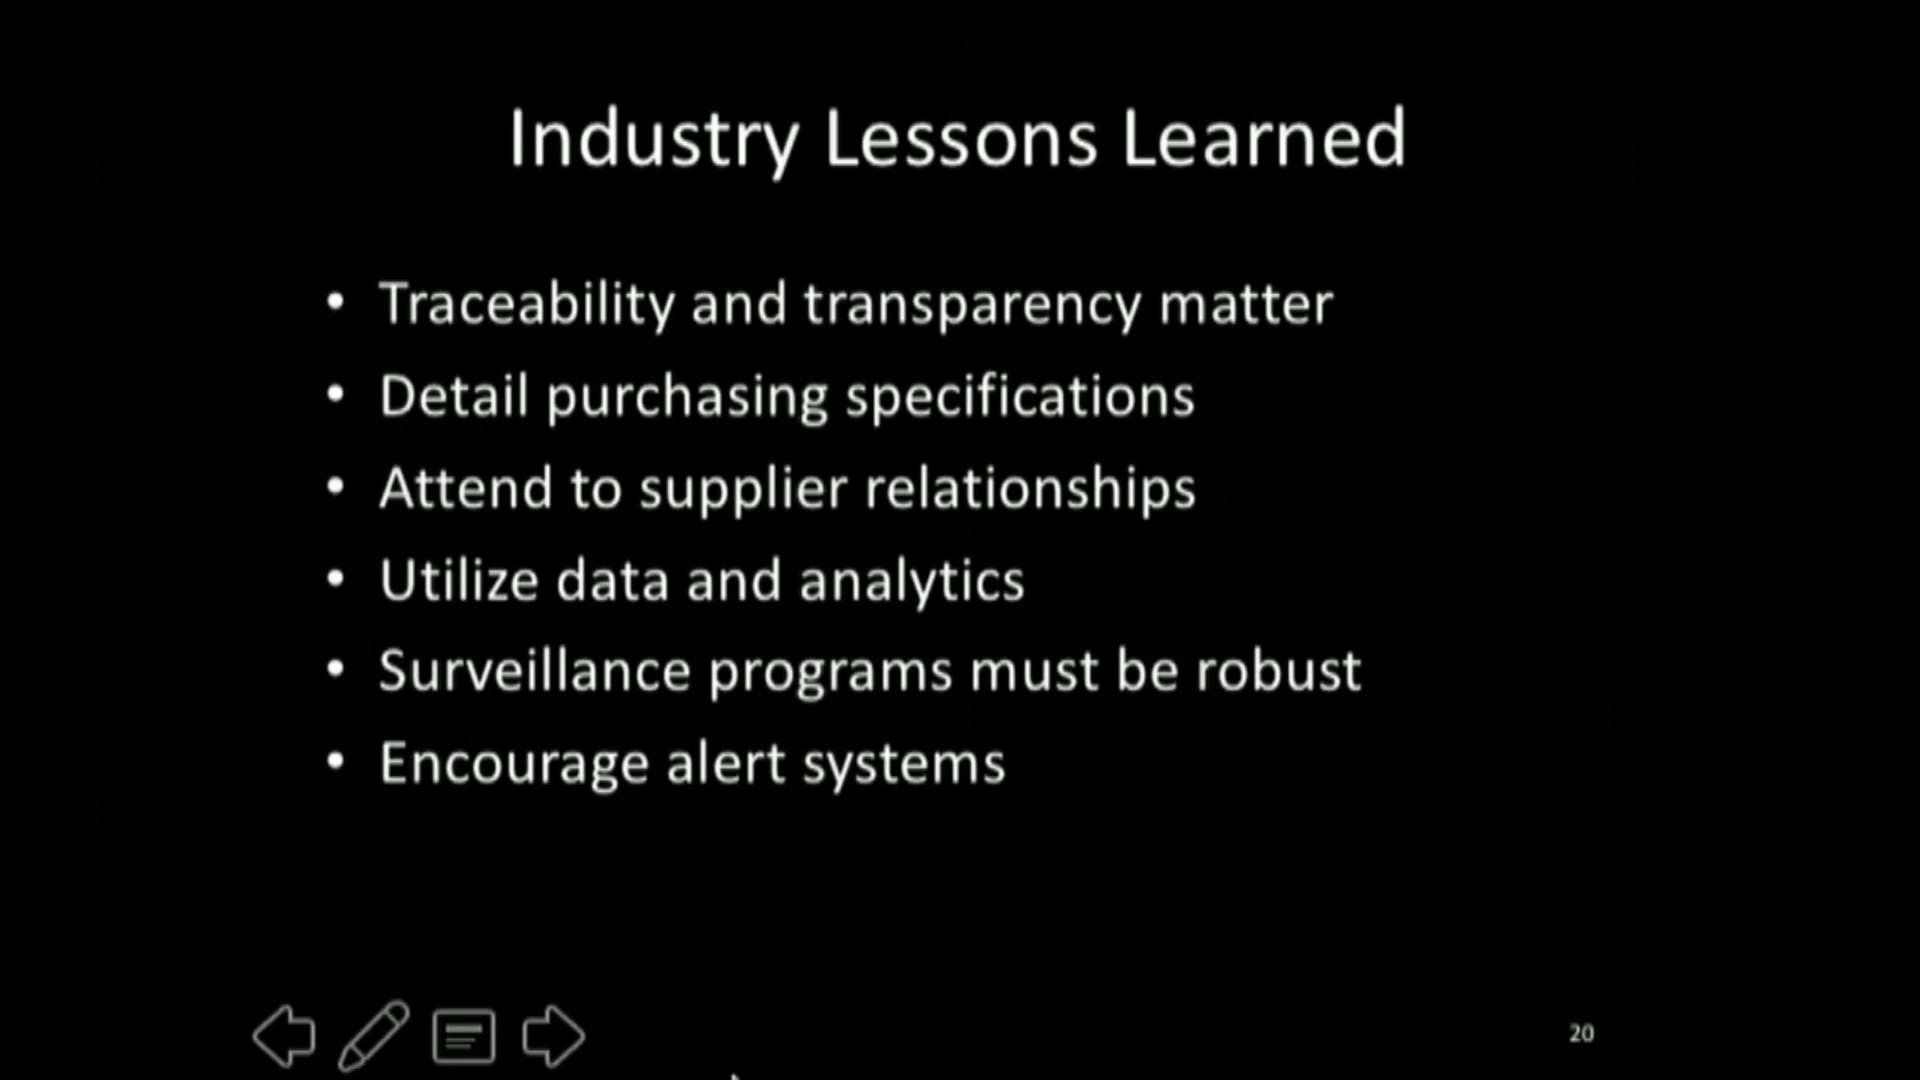 Industry Lessons Learned
• Traceability and transparency matter
• Detail purchasing specifications
• Attend to supplier relationships
• Utilize data and analytics
• Surveillance programs must be robust
• Encourage alert systems
20